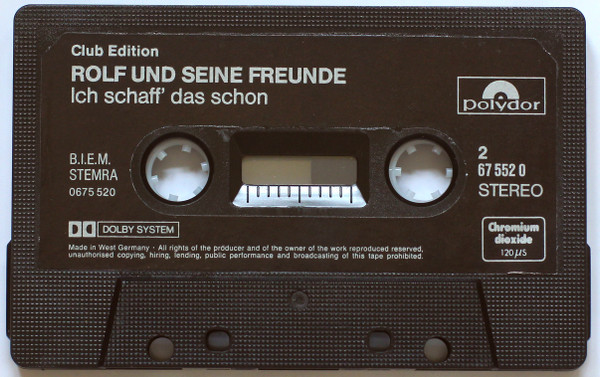 Club Edition
ROLF UND SEINE FREUNDE
Ich schaff' das schon
polydor
B.I.E.M.
STEMRA
0675 520
2
67 552 0
STEREO
DOLBY SYSTEM
Chromium
dioxide
120 µS
Made in West Germany · All rights of the producer and of the owner of the work reproduced reserved,
unauthorised copying, hiring, lending, public performance and broadcasting of this tape prohibited.